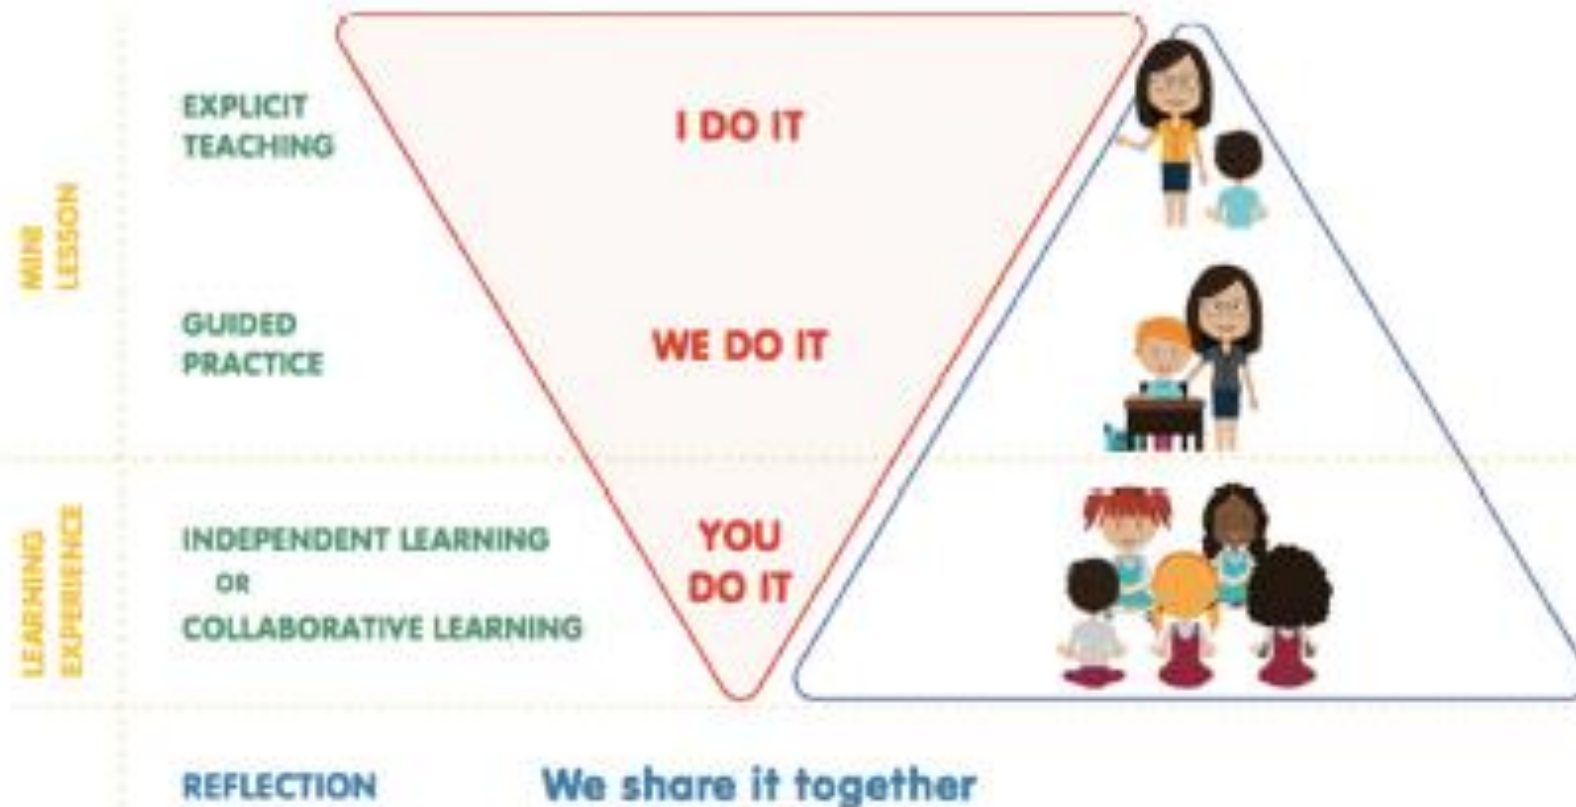 MINI
LESSON
EXPLICIT
TEACHING
I DO IT
GUIDED
PRACTICE
WE DO IT
LEARNING
EXPERIENCE
INDEPENDENT LEARNING
OR
COLLABORATIVE LEARNING
YOU
DO IT
REFLECTION
We share it together